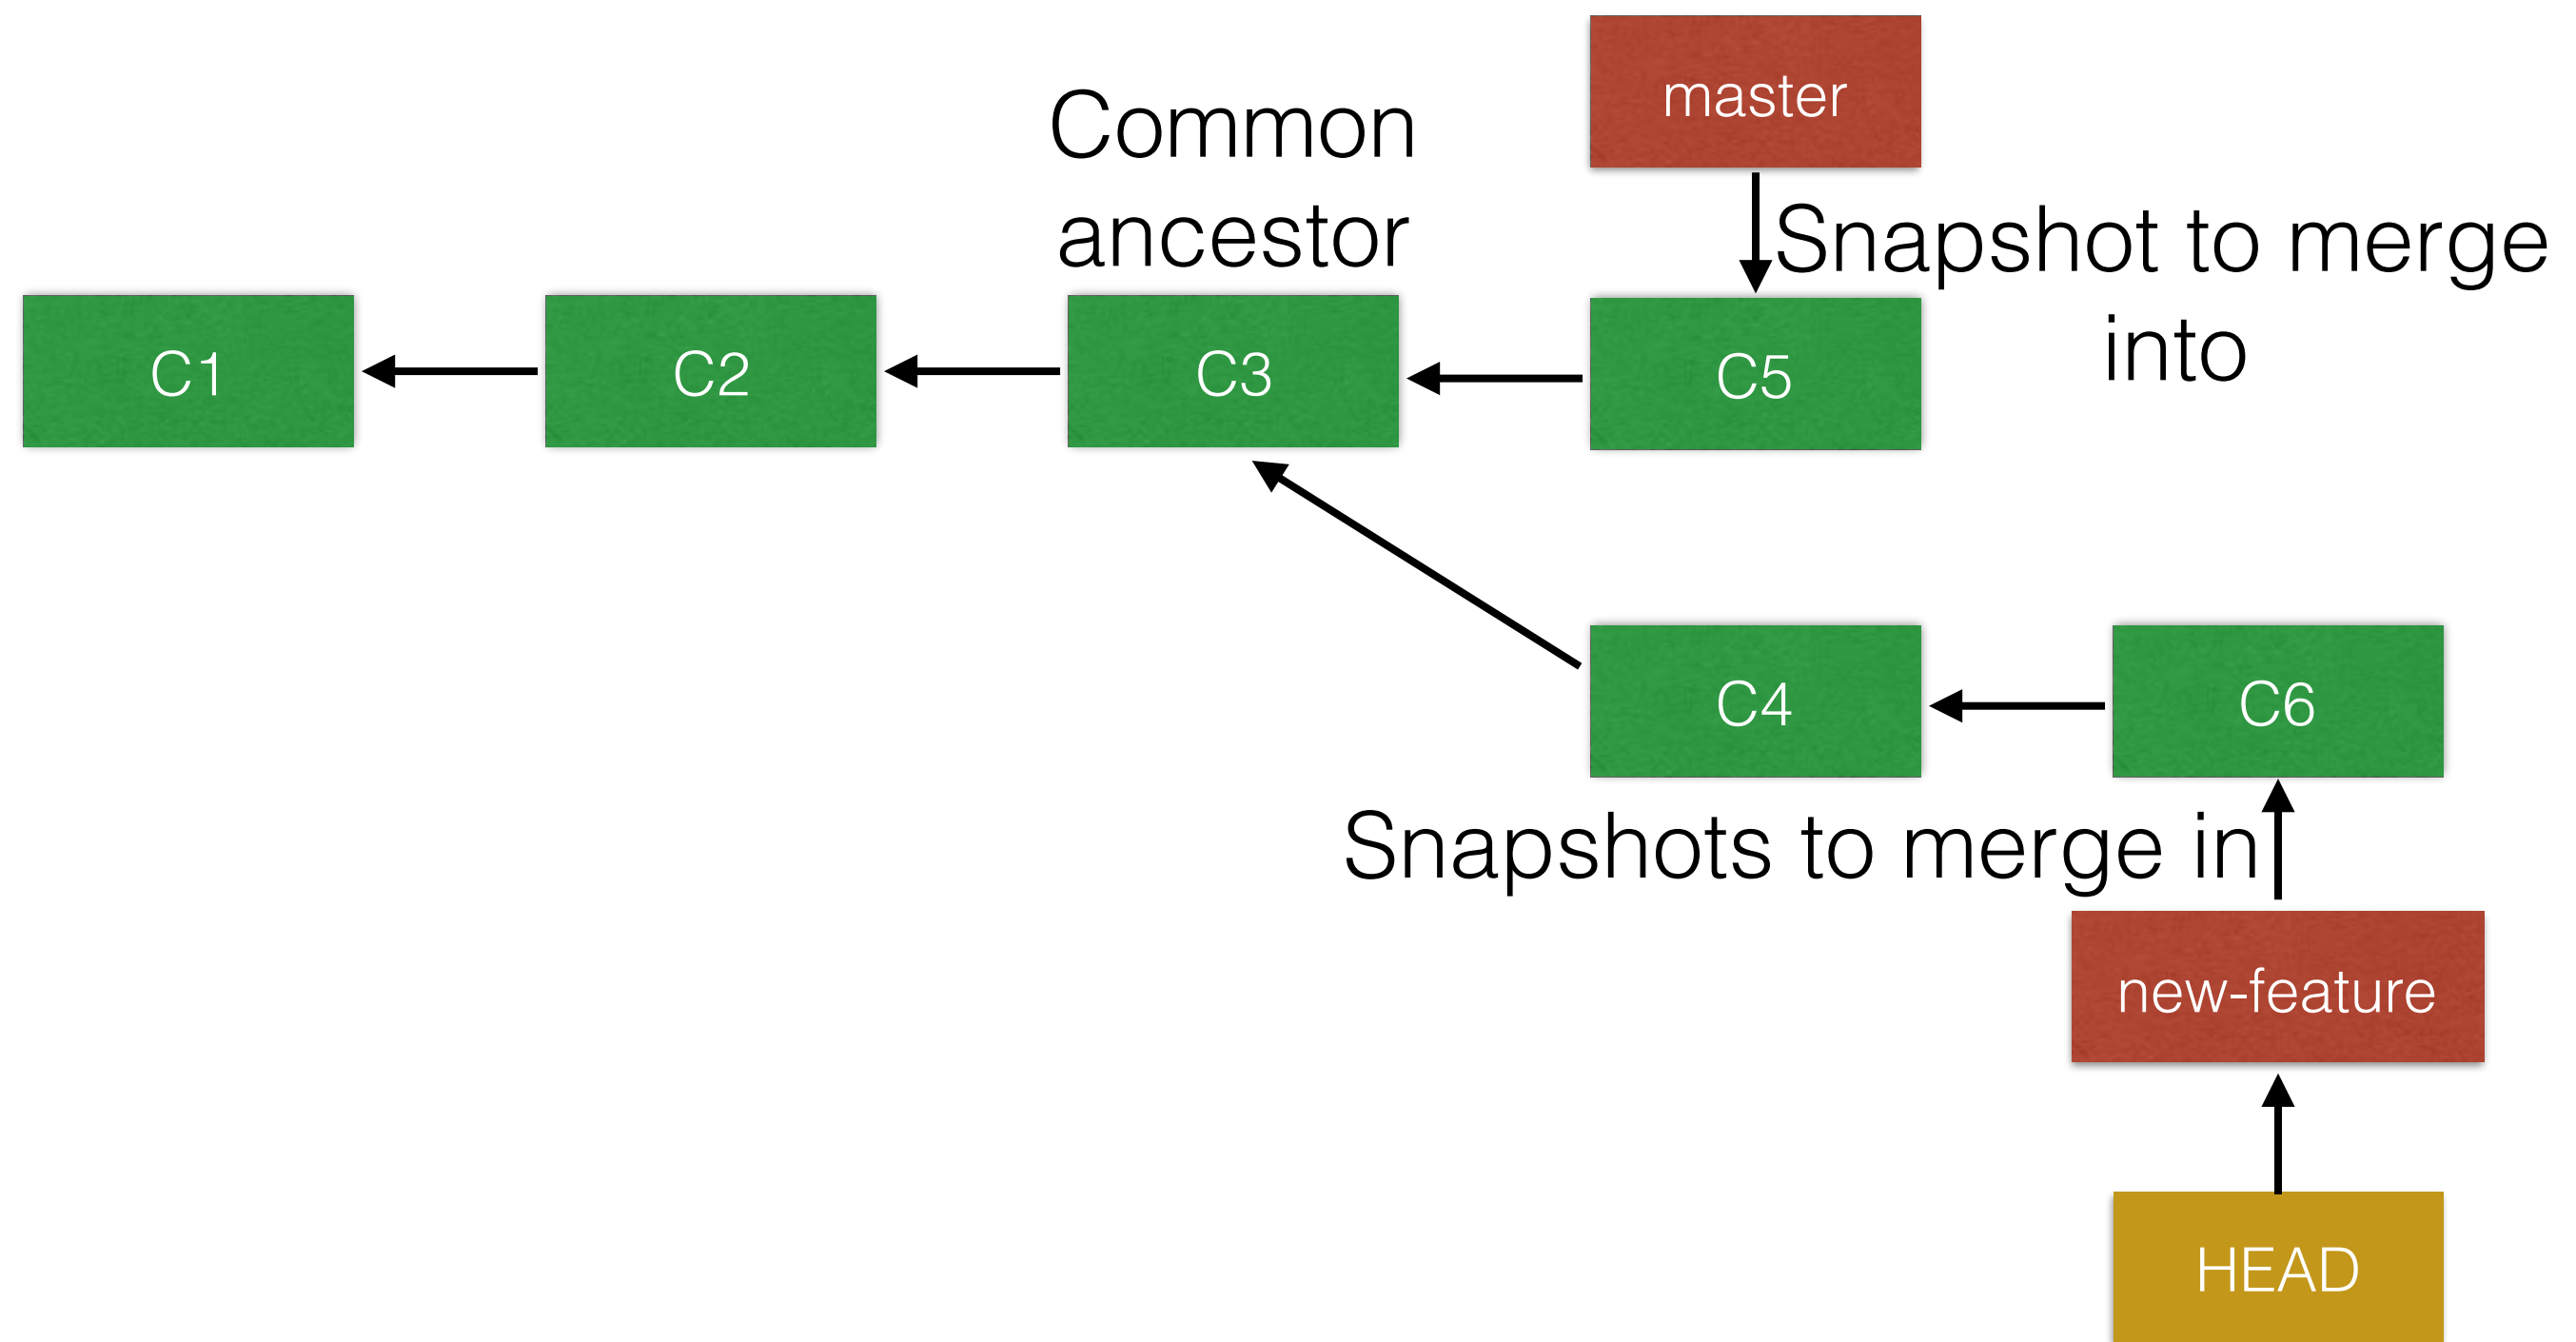 master
Common
ancestor
Snapshot to merge
into
C1
C2
C3
C5
C4
C6
Snapshots to merge in
new-feature
HEAD